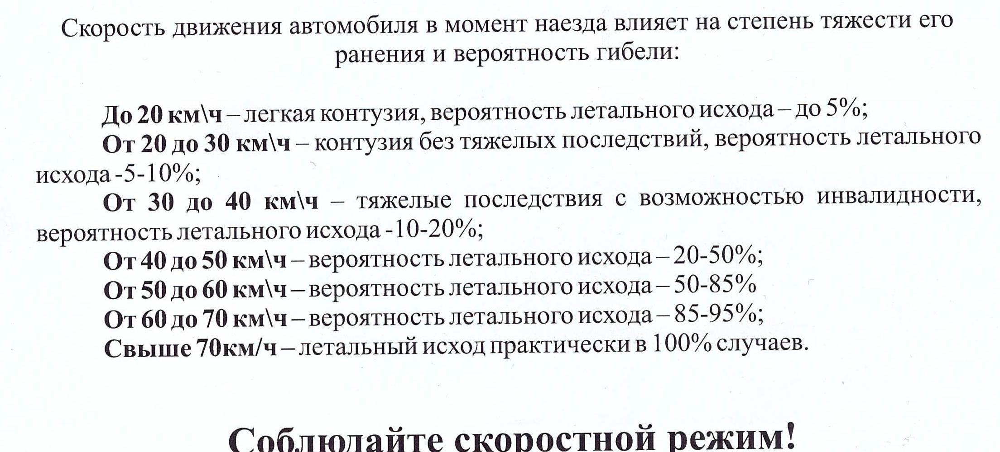 Скорость движения автомобиля в момент наезда влияет на степень тяжести его
ранения и вероятность гибели:
До 20 км\ч – легкая контузия, вероятность летального исхода – до 5%;
От 20 до 30 км\ч – контузия без тяжелых последствий, вероятность летального
исхода -5-10%;
От 30 до 40 км\ч – тяжелые последствия с возможностью инвалидности,
вероятность летального исхода -10-20%;
От 40 до 50 км\ч – вероятность летального исхода – 20-50%;
От 50 до 60 км\ч – вероятность летального исхода – 50-85%
От 60 до 70 км\ч – вероятность летального исхода – 85-95%;
Свыше 70км/ч – летальный исход практически в 100% случаев.
Соблюдайте скоростной режим!